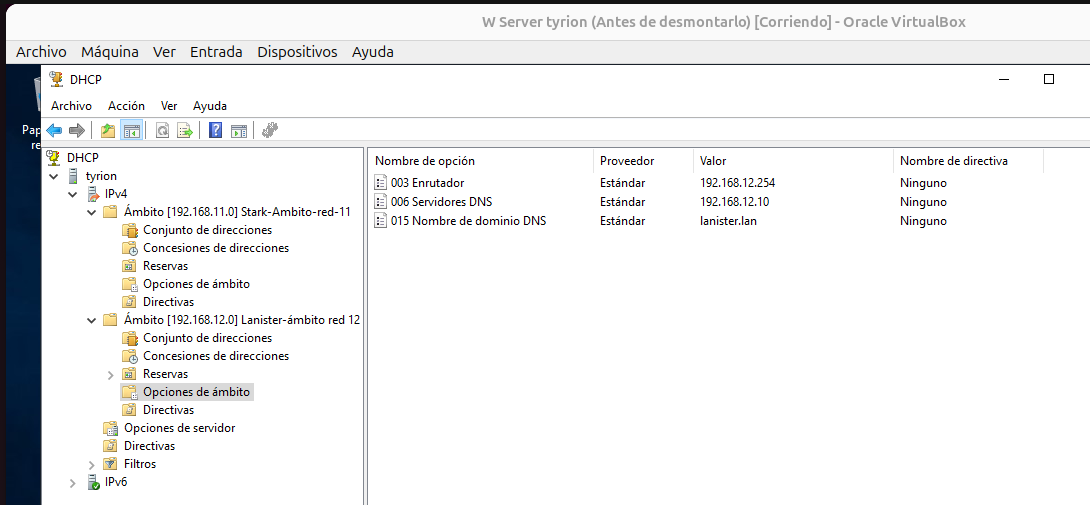 W Server tyrion (Antes de desmontarlo) [Corriendo] - Oracle VirtualBox
Archivo Máquina Ver Entrada Dispositivos Ayuda
DHCP
Archivo Acción Ver Ayuda
Pap
re
DHCP
tyrion
IPv4
Ámbito [192.168.11.0] Stark-Ambito-red-11
Conjunto de direcciones
Concesiones de direcciones
Reservas
Opciones de ámbito
Directivas
Ámbito [192.168.12.0] Lanister-ámbito red 12
Conjunto de direcciones
Concesiones de direcciones
Reservas
Opciones de ámbito
Directivas
Opciones de servidor
Directivas
Filtros
IPv6
Nombre de opción Proveedor Valor Nombre de directiva
003 Enrutador Estándar 192.168.12.254 Ninguno
006 Servidores DNS Estándar 192.168.12.10 Ninguno
015 Nombre de dominio DNS Estándar lanister.lan Ninguno